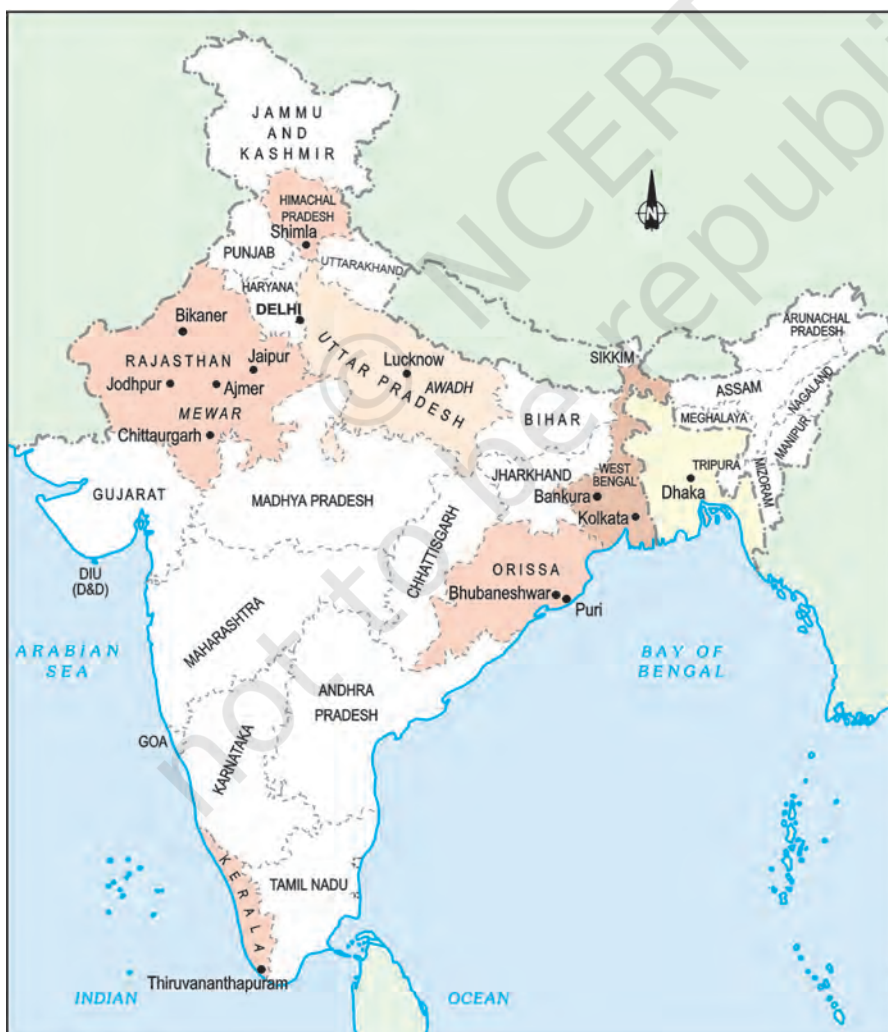 © NCERT
not to be republi
JAMMU
AND
KASHMIR
HIMACHAL
PRADESH
Shimla
N
PUNJAB
UTTARAKHAND
HARYANA
DELHI
ARUNACHAL
PRADESH
Bikaner
SIKKIM
RAJASTHAN
Jaipur
UTTAR PRADESH
Lucknow
AWADH
ASSAM
NAGALAND
Jodhpur
Ajmer
MEWAR
BIHAR
MEGHALAYA
MANIPUR
Chittaurgarh
JHARKHAND
WEST
BENGAL
TRIPURA
MIZORAM
GUJARAT
MADHYA PRADESH
Bankura
Dhaka
Kolkata
CHHATTISGARH
DIU
(D&D)
ORISSA
Bhubaneshwar
Puri
MAHARASHTRA
ARABIAN
SEA
BAY OF
BENGAL
ANDHRA
PRADESH
GOA
KARNATAKA
KERALA
TAMIL NADU
Thiruvananthapuram
INDIAN
OCEAN